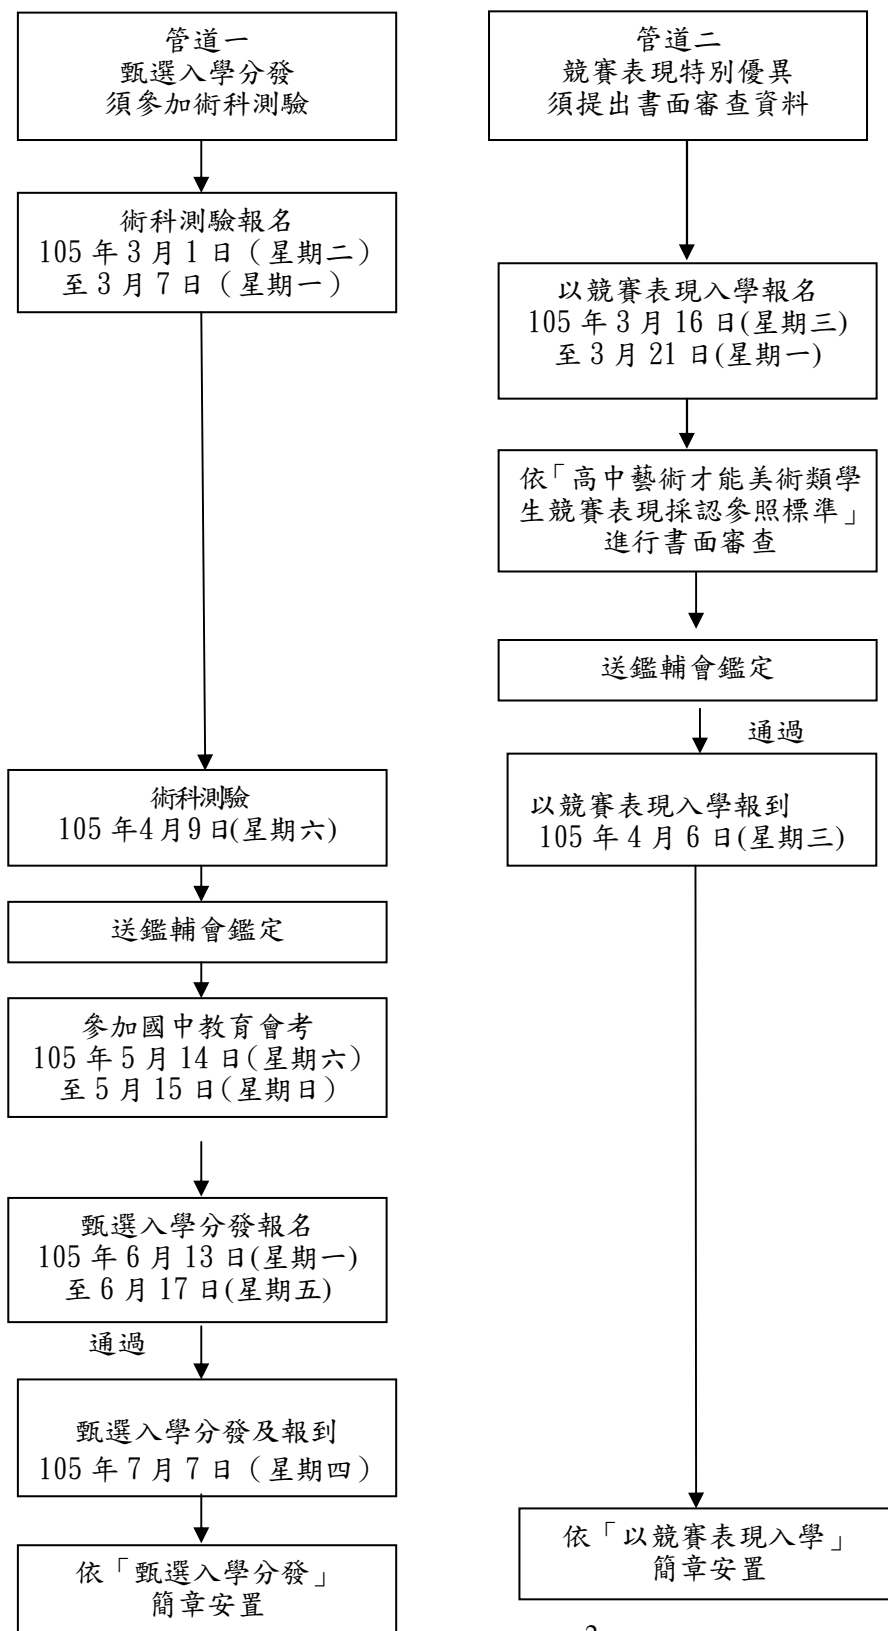 管道一
甄選入學分發
須參加術科測驗
術科測驗報名
105 年 3 月 1 日（星期二）
至 3 月 7 日（星期一）
術科測驗
105 年4月9日(星期六)
送鑑輔會鑑定
參加國中教育會考
105 年 5 月 14 日(星期六)
至 5 月 15 日(星期日)
甄選入學分發報名
105 年 6 月 13 日(星期一)
至 6 月 17 日(星期五)
通過
甄選入學分發及報到
105 年 7 月 7 日（星期四）
依「甄選入學分發」
簡章安置
管道二
競賽表現特別優異
須提出書面審查資料
以競賽表現入學報名
105 年 3 月 16 日(星期三)
至 3 月 21 日(星期一)
依「高中藝術才能美術類學
生競賽表現採認參照標準」
進行書面審查
送鑑輔會鑑定
通過
以競賽表現入學報到
105 年 4 月 6 日(星期三)
依「以競賽表現入學」
簡章安置